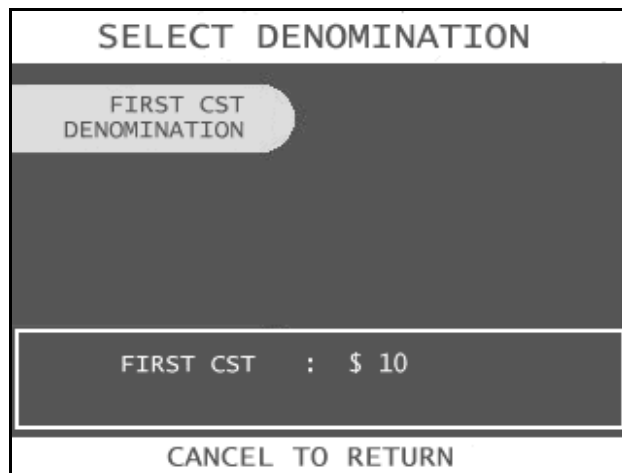 SELECT DENOMINATION
FIRST CST
DENOMINATION
FIRST CST : $ 10
CANCEL TO RETURN